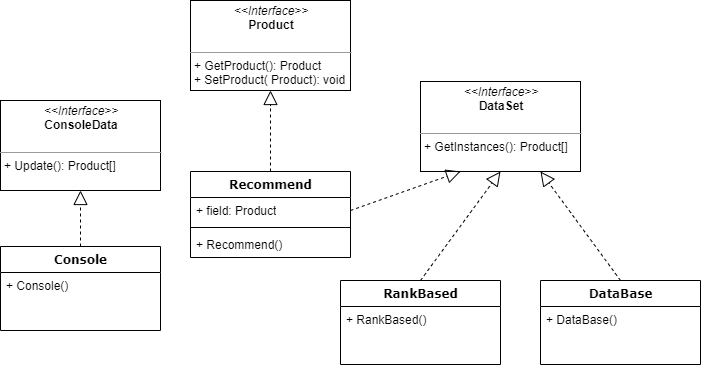 <<Interface>>
Product
+ GetProduct(): Product
+ SetProduct( Product): void
<<Interface>>
DataSet
+ GetInstances(): Product[]
<<Interface>>
ConsoleData
+ Update(): Product[]
Recommend
+ field: Product
+ Recommend()
Console
+ Console()
RankBased
+ RankBased()
DataBase
+ DataBase()